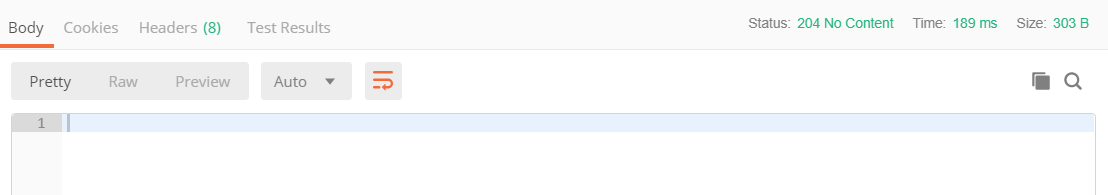 Body Cookies Headers (8) Test Results Status: 204 No Content Time: 189 ms Size: 303 B
Pretty Raw Preview Auto
1